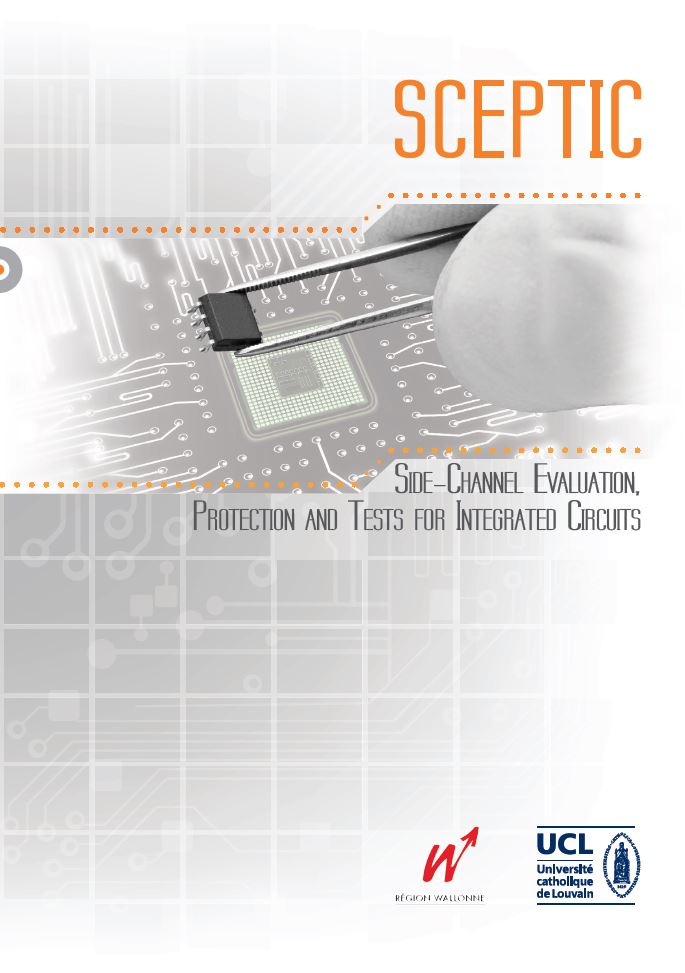 SCEPTIC
Side-Channel Evaluation,
Protection and Tests for Integrated Circuits
RÉGION WALLONNE
UCL
Université
catholique
de Louvain